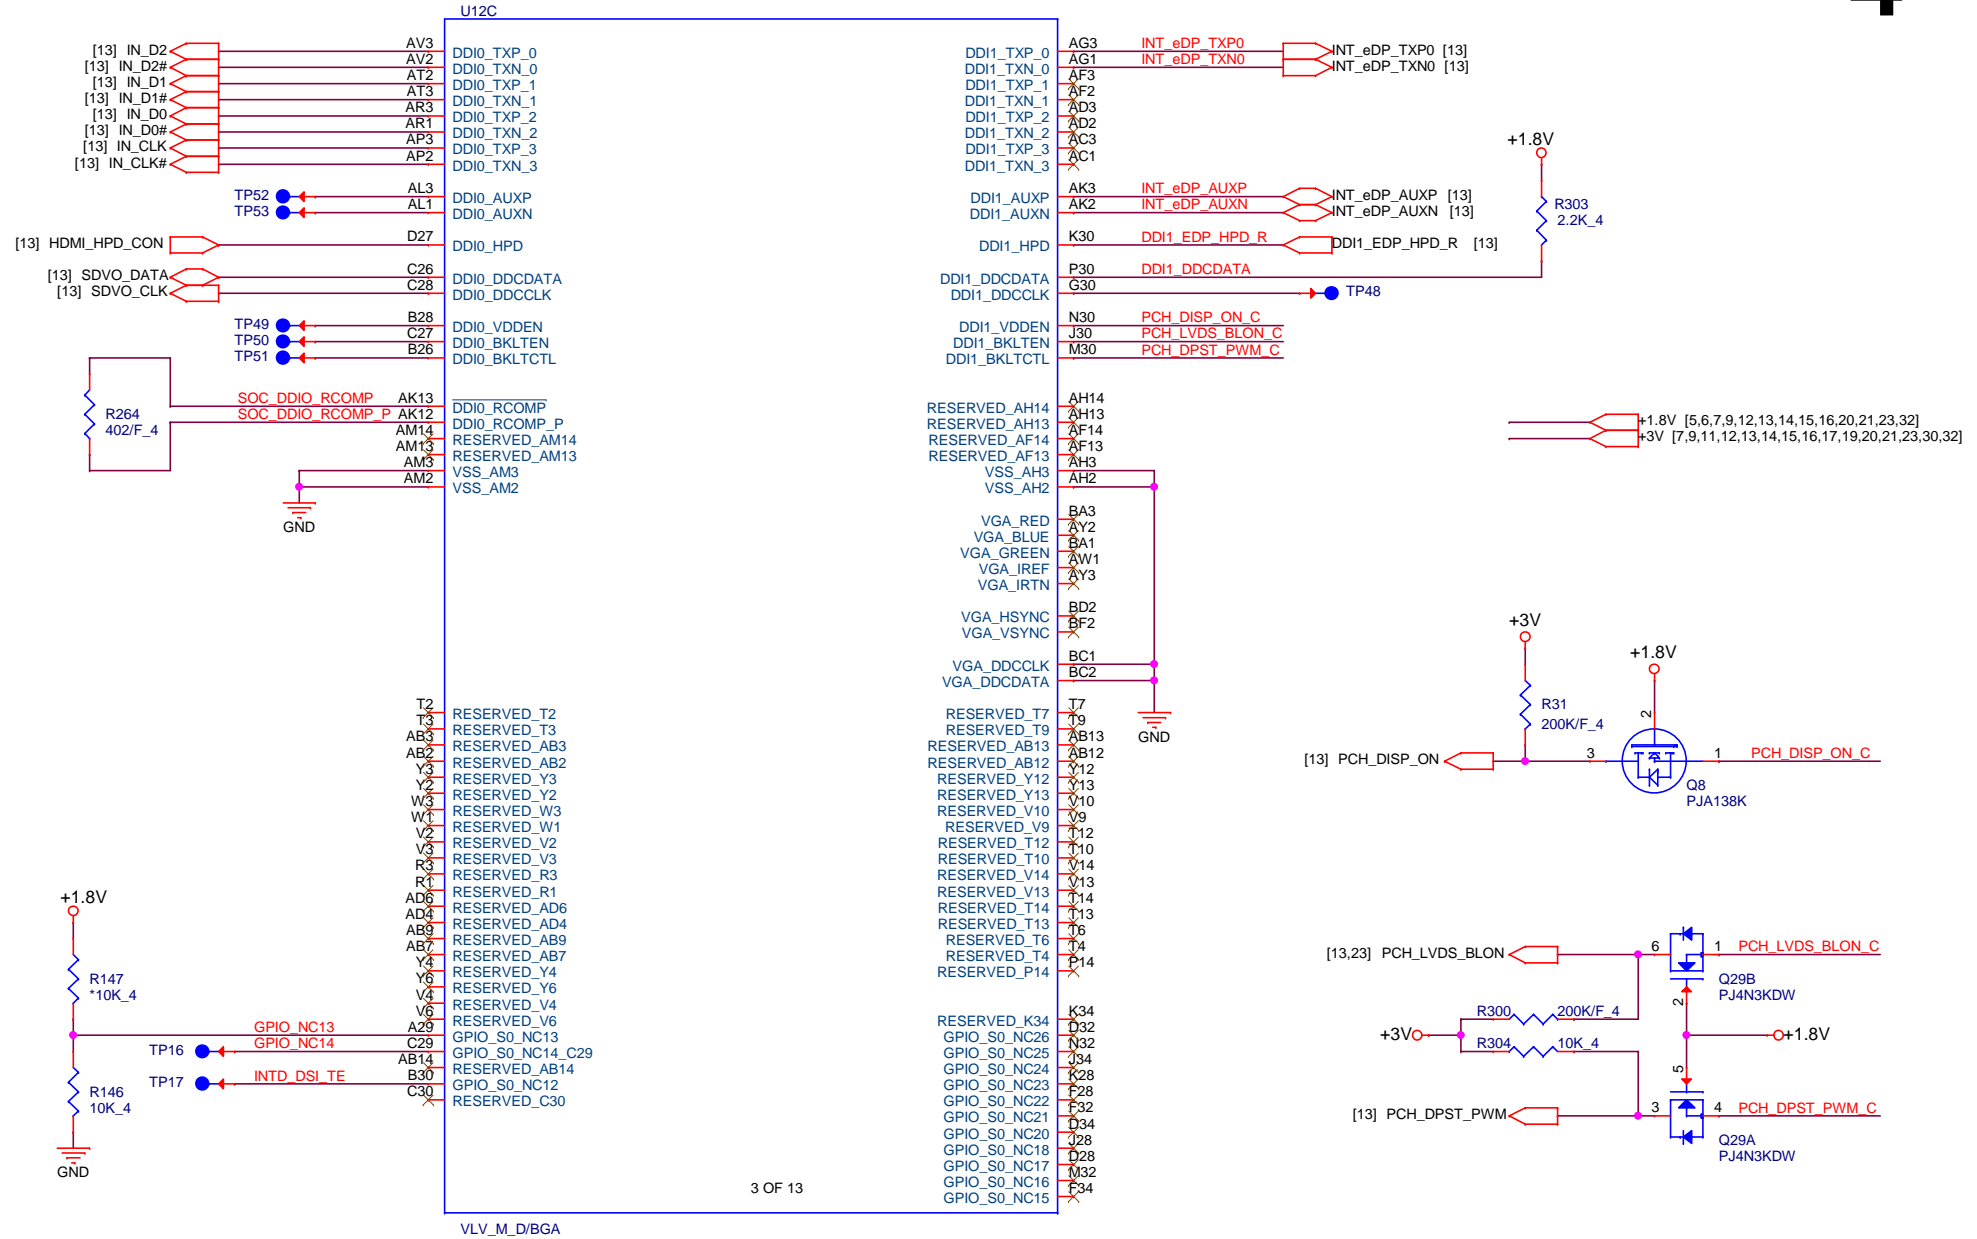 U12C
[13] IN_D2 AV3 DDI0_TXP_0
[13] IN_D2# AV2 DDI0_TXN_0
[13] IN_D1 AT2 DDI0_TXP_1
[13] IN_D1# AT3 DDI0_TXN_1
[13] IN_D0 AR3 DDI0_TXP_2
[13] IN_D0# AR1 DDI0_TXN_2
[13] IN_CLK AP3 DDI0_TXP_3
[13] IN_CLK# AP2 DDI0_TXN_3
TP52 AL3 DDI0_AUXP
TP53 AL1 DDI0_AUXN
[13] HDMI_HPD_CON D27 DDI0_HPD
[13] SDVO_DATA C26 DDI0_DDCDATA
[13] SDVO_CLK C28 DDI0_DDCCLK
TP49 B28 DDI0_VDDEN
TP50 C27 DDI0_BKLTEN
TP51 B26 DDI0_BKLTCTL
R264
402/F_4
SOC_DDIO_RCOMP AK13 DDI0_RCOMP
SOC_DDIO_RCOMP_P AK12 DDI0_RCOMP_P
AM14 RESERVED_AM14
AM13 RESERVED_AM13
AM3 VSS_AM3
AM2 VSS_AM2
GND
T2 RESERVED_T2
T3 RESERVED_T3
AB3 RESERVED_AB3
AB2 RESERVED_AB2
Y3 RESERVED_Y3
Y2 RESERVED_Y2
W3 RESERVED_W3
W1 RESERVED_W1
V2 RESERVED_V2
V3 RESERVED_V3
R3 RESERVED_R3
R1 RESERVED_R1
AD6 RESERVED_AD6
AD4 RESERVED_AD4
AB9 RESERVED_AB9
AB7 RESERVED_AB7
Y4 RESERVED_Y4
Y6 RESERVED_Y6
V4 RESERVED_V4
V6 RESERVED_V6
GPIO_NC13 A29 GPIO_S0_NC13
TP16 GPIO_NC14 C29 GPIO_S0_NC14_C29
AB14 RESERVED_AB14
TP17 INTD_DSI_TE B30 GPIO_S0_NC12
C30 RESERVED_C30
+1.8V
R147
*10K_4
R146
10K_4
GND
DDI1_TXP_0 AG3 INT_eDP_TXP0 INT_eDP_TXP0 [13]
DDI1_TXN_0 AG1 INT_eDP_TXN0 INT_eDP_TXN0 [13]
DDI1_TXP_1 AF3
DDI1_TXN_1 AF2
DDI1_TXP_2 AD3
DDI1_TXN_2 AD2
DDI1_TXP_3 AC3
DDI1_TXN_3 AC1
DDI1_AUXP AK3 INT_eDP_AUXP INT_eDP_AUXP [13]
DDI1_AUXN AK2 INT_eDP_AUXN INT_eDP_AUXN [13]
DDI1_HPD K30 DDI1_EDP_HPD_R DDI1_EDP_HPD_R [13]
DDI1_DDCDATA P30 DDI1_DDCDATA
DDI1_DDCCLK G30 TP48
DDI1_VDDEN N30 PCH_DISP_ON_C
DDI1_BKLTEN J30 PCH_LVDS_BLON_C
DDI1_BKLTCTL M30 PCH_DPST_PWM_C
RESERVED_AH14 AH14
RESERVED_AH13 AH13
RESERVED_AF14 AF14
RESERVED_AF13 AF13
VSS_AH3 AH3
VSS_AH2 AH2
VGA_RED BA3
VGA_BLUE AY2
VGA_GREEN BA1
VGA_IREF AW1
VGA_IRTN AY3
VGA_HSYNC BD2
VGA_VSYNC BF2
VGA_DDCCLK BC1
VGA_DDCDATA BC2
GND
RESERVED_T7 T7
RESERVED_T9 T9
RESERVED_AB13 AB13
RESERVED_AB12 AB12
RESERVED_Y12 Y12
RESERVED_Y13 Y13
RESERVED_V10 V10
RESERVED_V9 V9
RESERVED_T12 T12
RESERVED_T10 T10
RESERVED_V14 V14
RESERVED_V13 V13
RESERVED_T14 T14
RESERVED_T13 T13
RESERVED_T6 T6
RESERVED_T4 T4
RESERVED_P14 P14
RESERVED_K34 K34
GPIO_S0_NC26 D32
GPIO_S0_NC25 N32
GPIO_S0_NC24 J34
GPIO_S0_NC23 K28
GPIO_S0_NC22 F28
GPIO_S0_NC21 F32
GPIO_S0_NC20 D34
GPIO_S0_NC18 J28
GPIO_S0_NC17 D28
GPIO_S0_NC16 M32
GPIO_S0_NC15 F34
3 OF 13
VLV_M_D/BGA
+1.8V
R303
2.2K_4
+1.8V [5,6,7,9,12,13,14,15,16,20,21,23,32]
+3V [7,9,11,12,13,14,15,16,17,19,20,21,23,30,32]
+3V
+1.8V
R31
200K/F_4
2
[13] PCH_DISP_ON 3 1 PCH_DISP_ON_C
Q8
PJA138K
[13,23] PCH_LVDS_BLON 6 1 PCH_LVDS_BLON_C
Q29B
PJ4N3KDW
2
R300 200K/F_4
+3V +1.8V
R304 10K_4
5
[13] PCH_DPST_PWM 3 4 PCH_DPST_PWM_C
Q29A
PJ4N3KDW